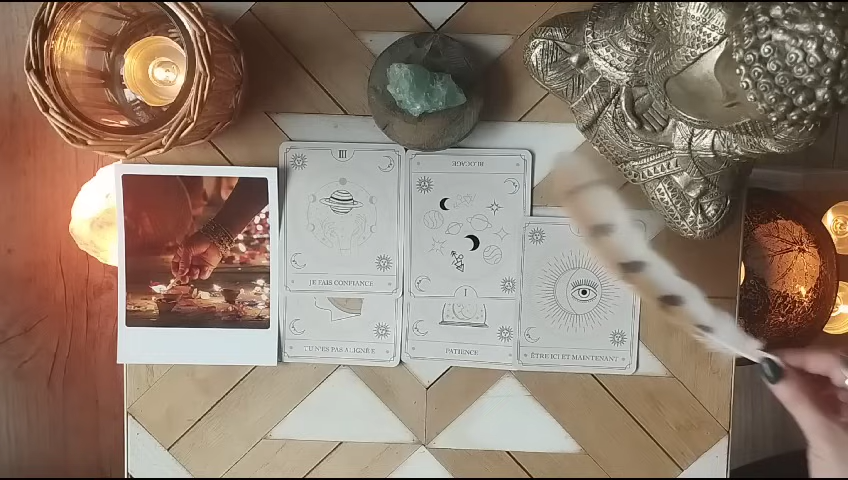 III
JE FAIS CONFIANCE
TU N'ES PAS ALIGNÉ·E
BLOCAGE
I
PATIENCE
ÊTRE ICI ET MAINTENANT